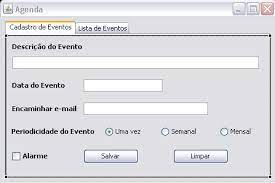 Agenda
Cadastro de Eventos Lista de Eventos
Descrição do Evento
Data do Evento
Encaminhar e-mail
Periodicidade do Evento Uma vez Semanal Mensal
Alarme Salvar Limpar